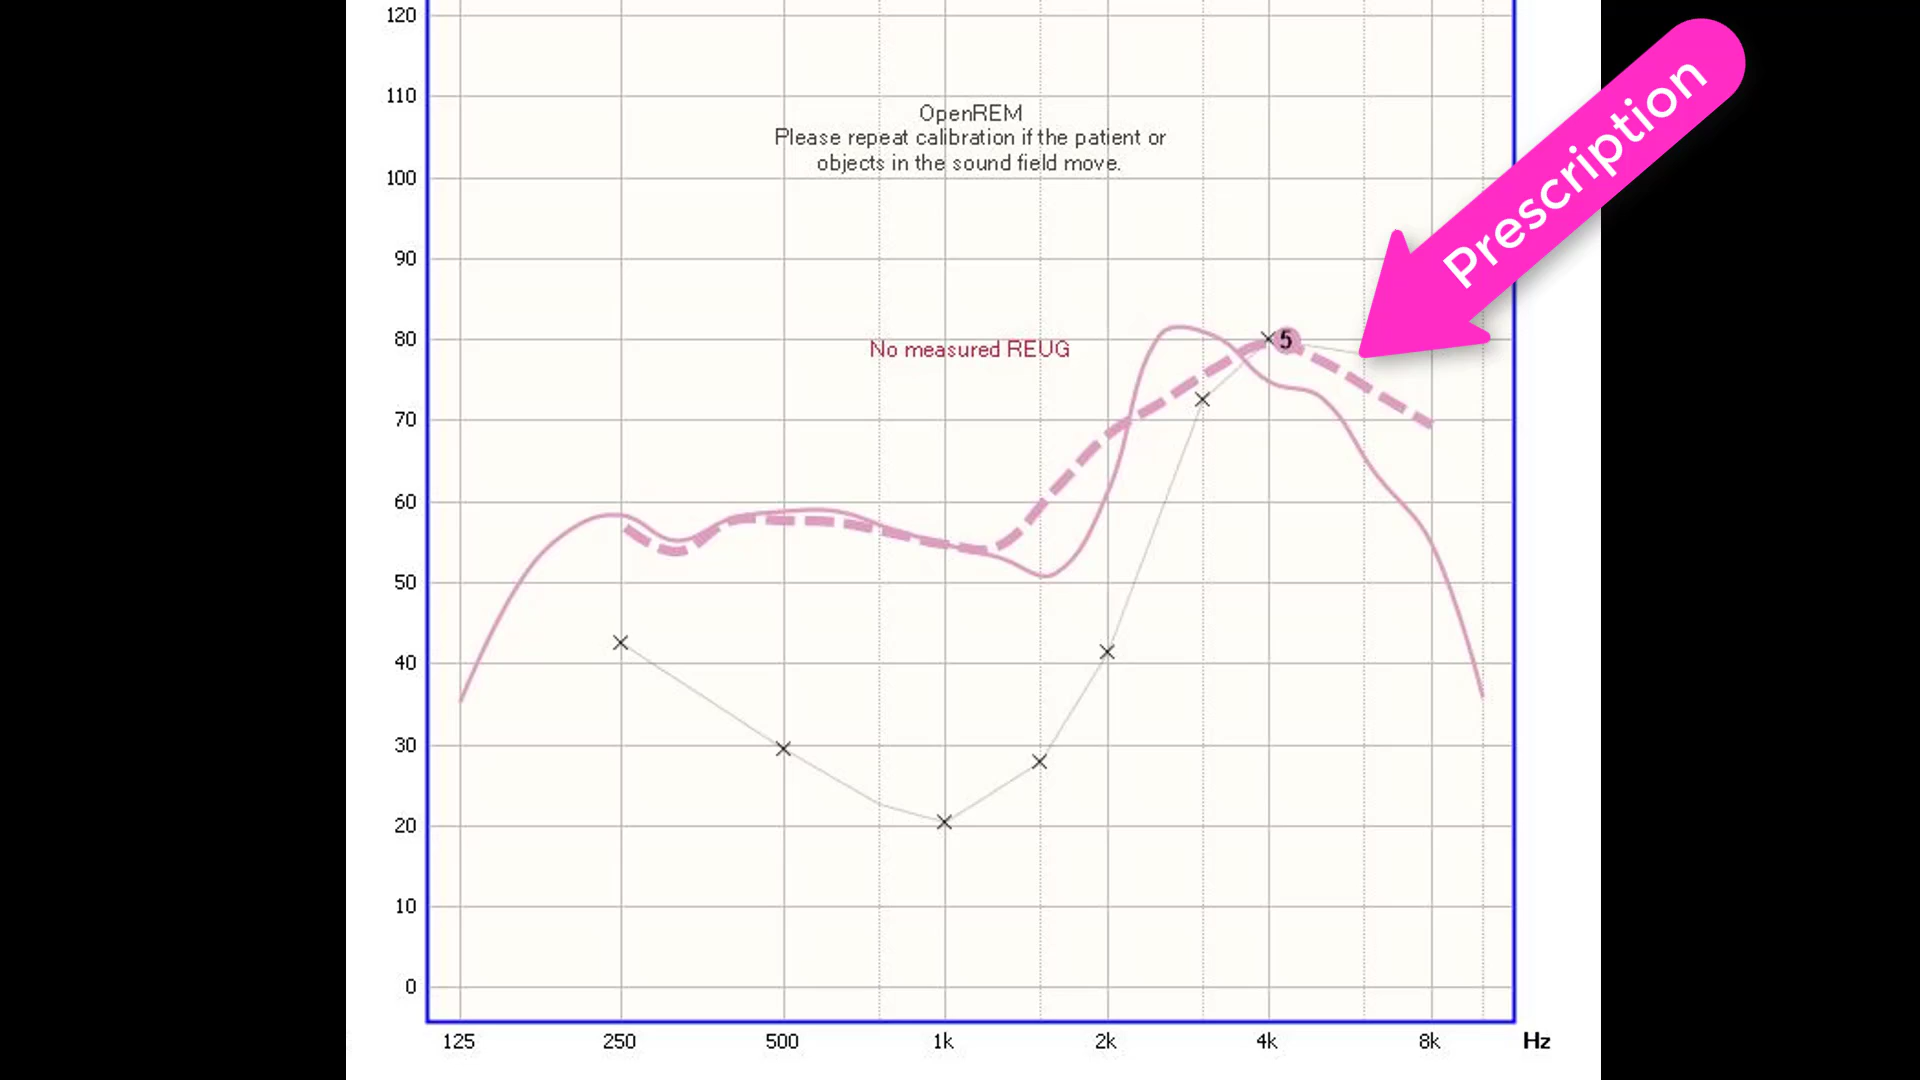 120
110
OpenREM
Please repeat calibration if the patient or
objects in the sound field move.
100
90
Prescription
80
5
No measured REUG
70
60
50
40
30
20
10
0
125 250 500 1k 2k 4k 8k Hz